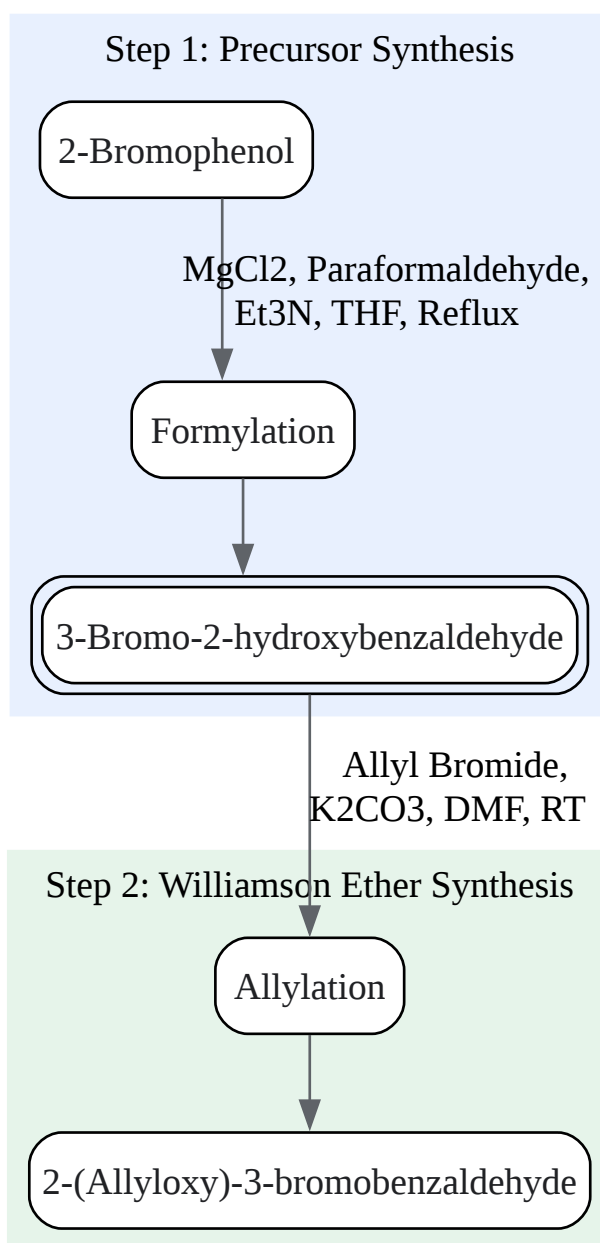 Step 1: Precursor Synthesis
2-Bromophenol
MgCl2, Paraformaldehyde,
Et3N, THF, Reflux
Formylation
3-Bromo-2-hydroxybenzaldehyde
Allyl Bromide,
K2CO3, DMF, RT
Step 2: Williamson Ether Synthesis
Allylation
2-(Allyloxy)-3-bromobenzaldehyde